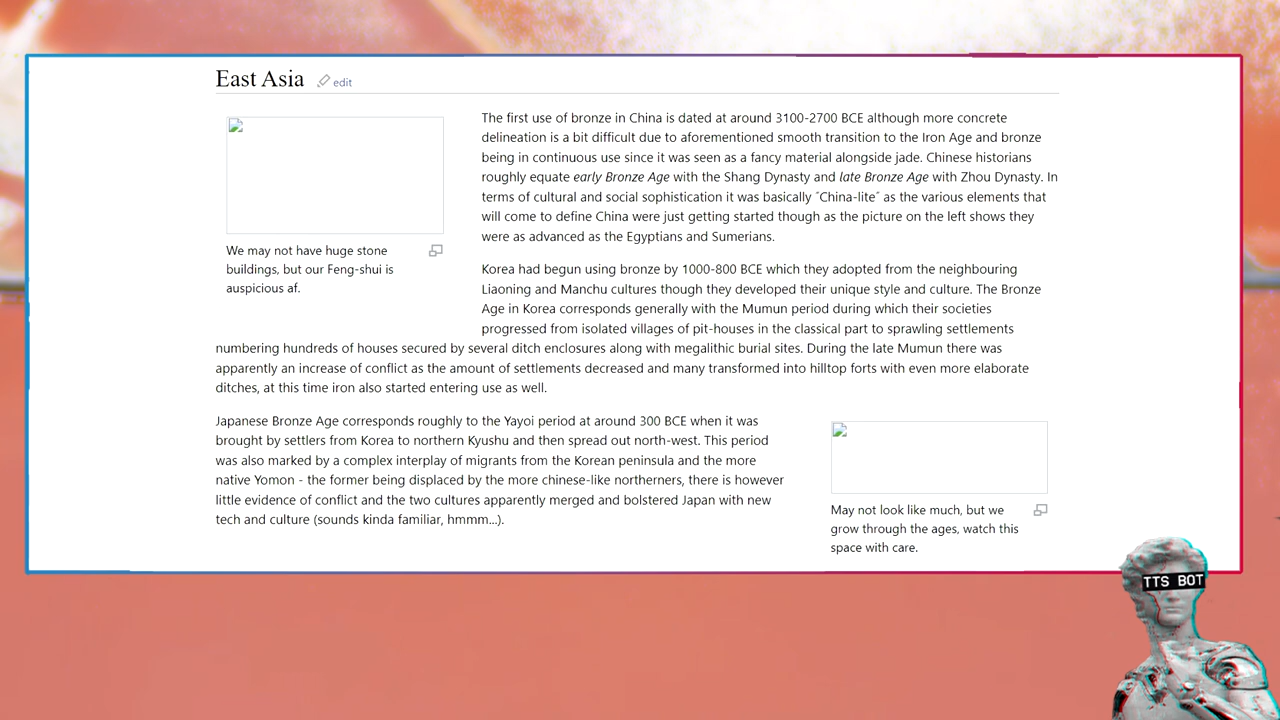 East Asia
edit
The first use of bronze in China is dated at around 3100-2700 BCE although more concrete
delineation is a bit difficult due to aforementioned smooth transition to the Iron Age and bronze
being in continuous use since it was seen as a fancy material alongside jade. Chinese historians
roughly equate early Bronze Age with the Shang Dynasty and late Bronze Age with Zhou Dynasty. In
terms of cultural and social sophistication it was basically "China-lite" as the various elements that
will come to define China were just getting started though as the picture on the left shows they
were as advanced as the Egyptians and Sumerians.
We may not have huge stone
buildings, but our Feng-shui is
auspicious af.
Korea had begun using bronze by 1000-800 BCE which they adopted from the neighbouring
Liaoning and Manchu cultures though they developed their unique style and culture. The Bronze
Age in Korea corresponds generally with the Mumun period during which their societies
progressed from isolated villages of pit-houses in the classical part to sprawling settlements
numbering hundreds of houses secured by several ditch enclosures along with megalithic burial sites. During the late Mumun there was
apparently an increase of conflict as the amount of settlements decreased and many transformed into hilltop forts with even more elaborate
ditches, at this time iron also started entering use as well.
Japanese Bronze Age corresponds roughly to the Yayoi period at around 300 BCE when it was
brought by settlers from Korea to northern Kyushu and then spread out north-west. This period
was also marked by a complex interplay of migrants from the Korean peninsula and the more
native Yomon - the former being displaced by the more chinese-like northerners, there is however
little evidence of conflict and the two cultures apparently merged and bolstered Japan with new
tech and culture (sounds kinda familiar, hmmm...).
May not look like much, but we
grow through the ages, watch this
space with care.
TTS BOT